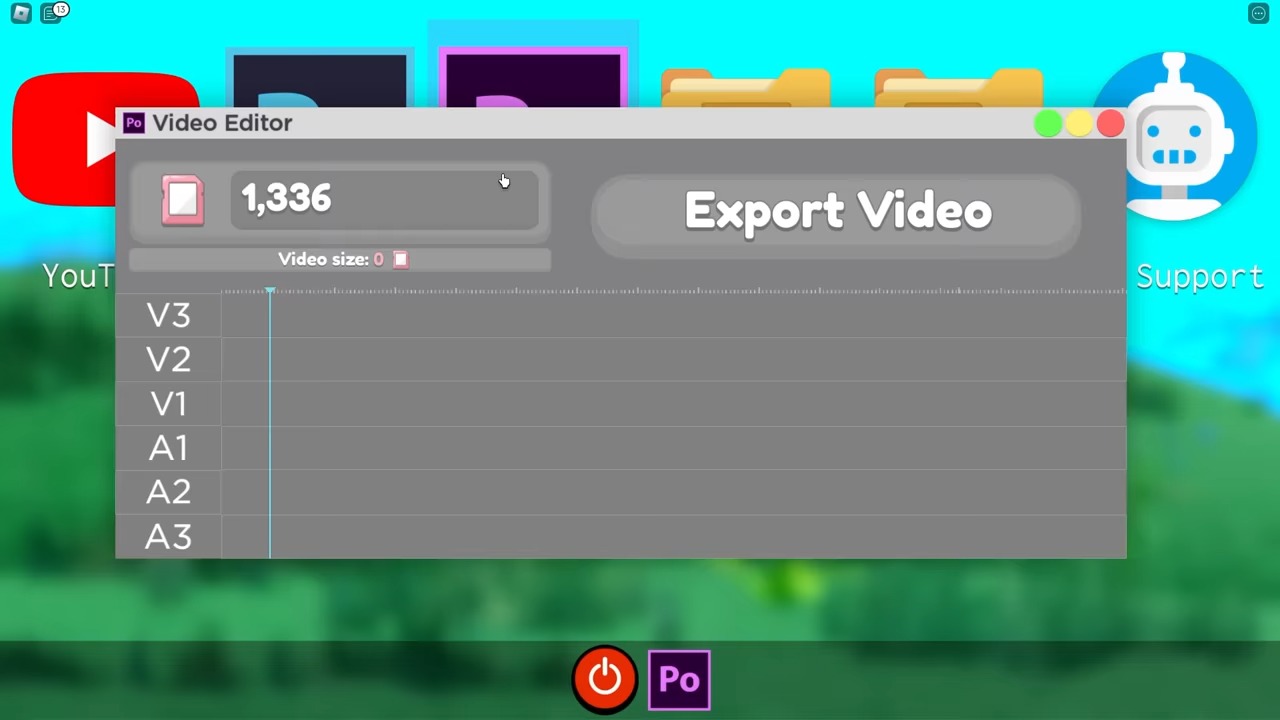 13
Po Video Editor
1,336
Export Video
Video size: 0
YouT
Support
V3
V2
V1
A1
A2
A3
Po